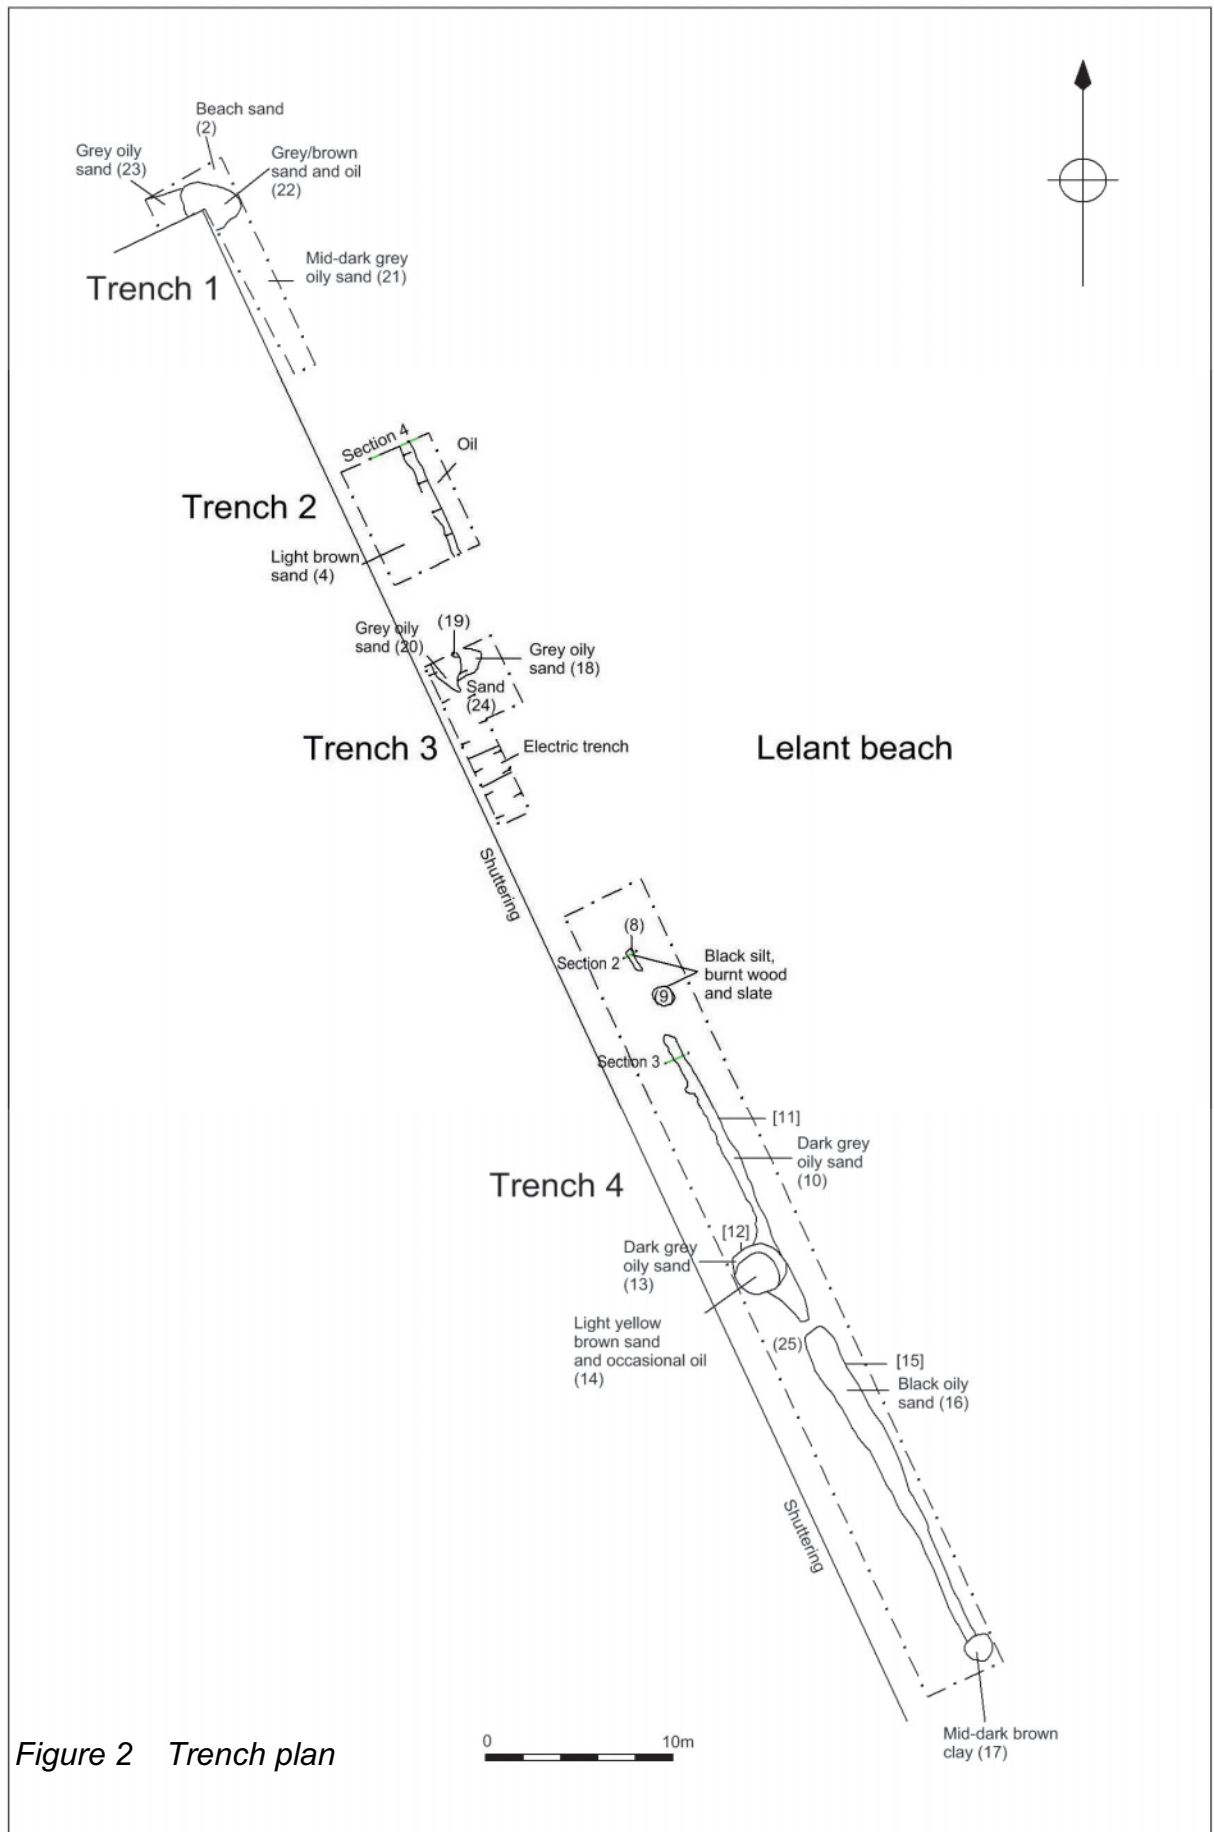 Beach sand
(2)
Grey oily
sand (23)
Grey/brown
sand and oil
(22)
Mid-dark grey
oily sand (21)
Trench 1
Section 4
Oil
Trench 2
Light brown
sand (4)
(19)
Grey oily
sand (20)
Grey oily
sand (18)
Sand
(24)
Trench 3
Electric trench
Lelant beach
Shuttering
(8)
Section 2
Black silt,
burnt wood
and slate
(9)
Section 3
[11]
Dark grey
oily sand
(10)
Trench 4
[12]
Dark grey
oily sand
(13)
Light yellow
brown sand
and occasional oil
(14)
(25)
[15]
Black oily
sand (16)
Shuttering
Mid-dark brown
clay (17)
0 10m
Figure 2 Trench plan